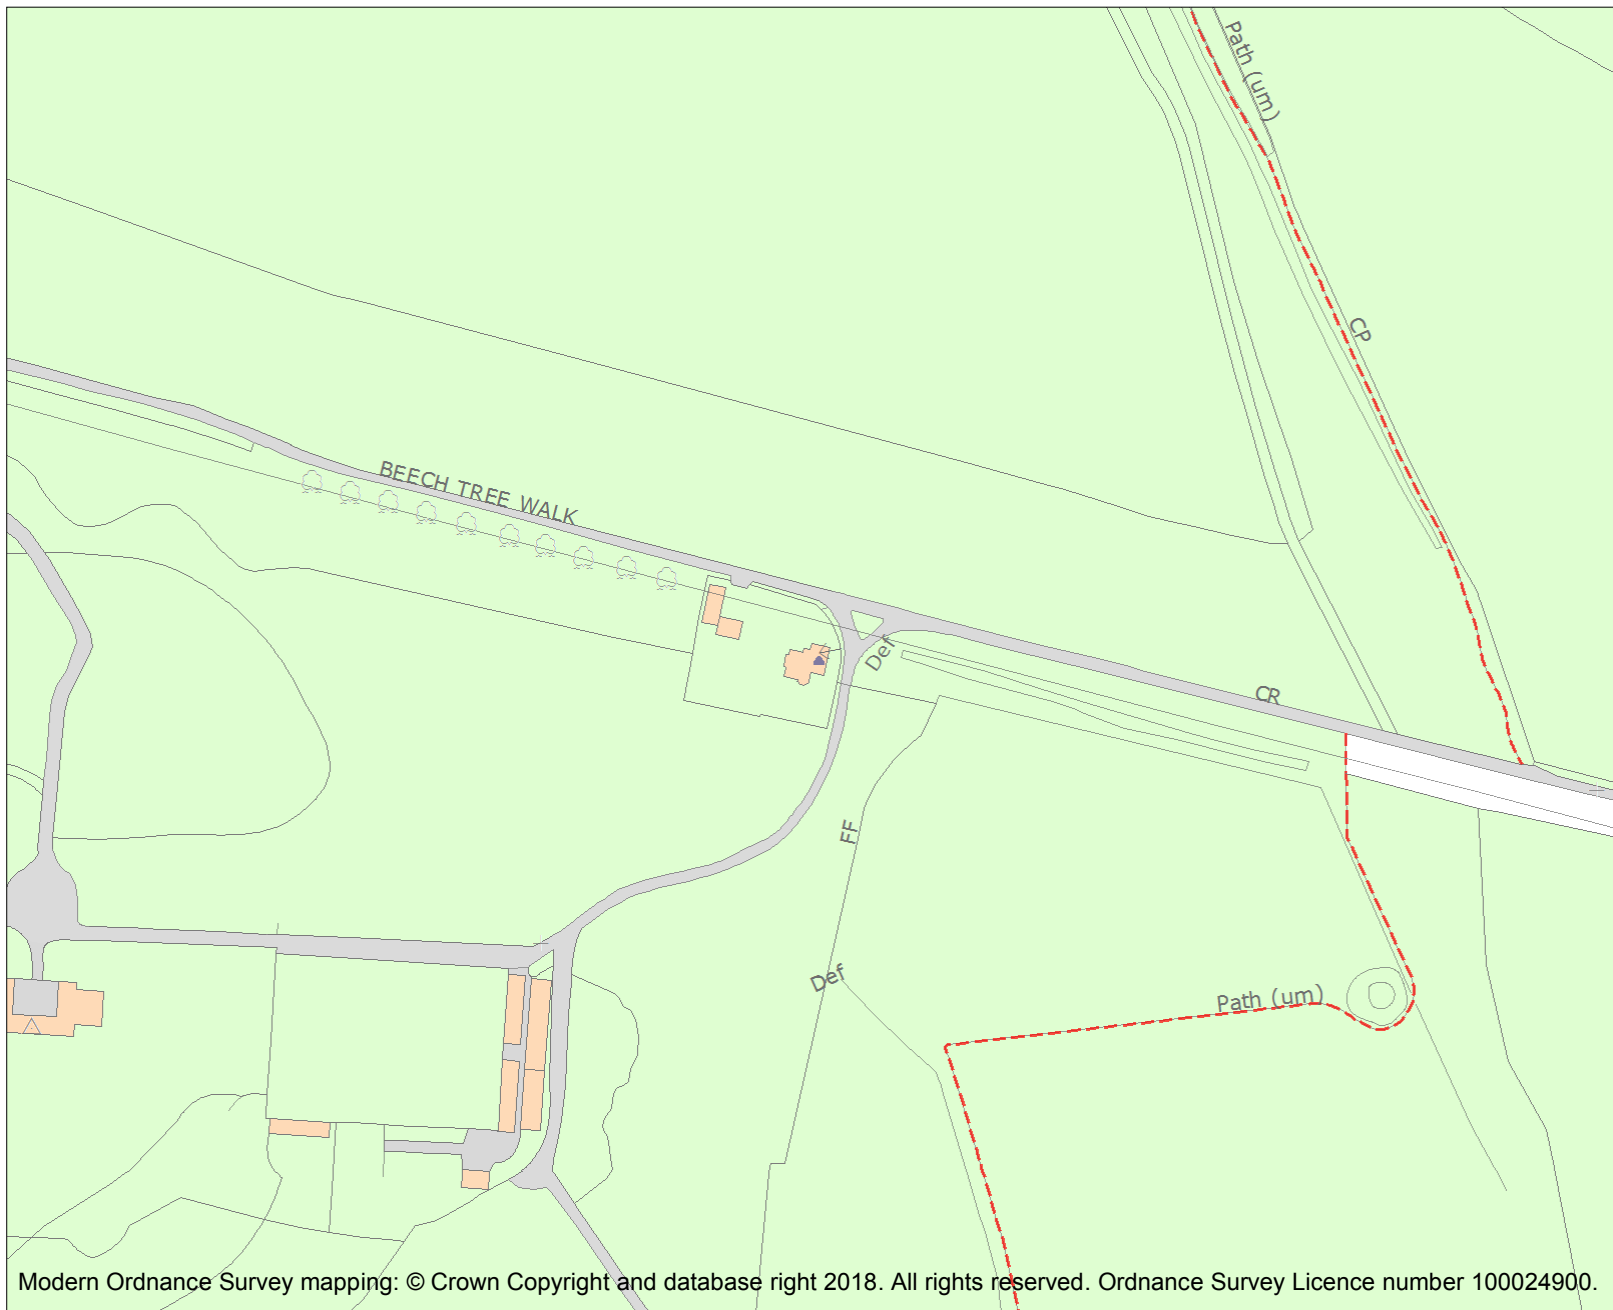 Path (um)
CP
BEECH TREE WALK
Def
CR
FF
Def
Path (um)
Modern Ordnance Survey mapping: © Crown Copyright and database right 2018. All rights reserved. Ordnance Survey Licence number 100024900.